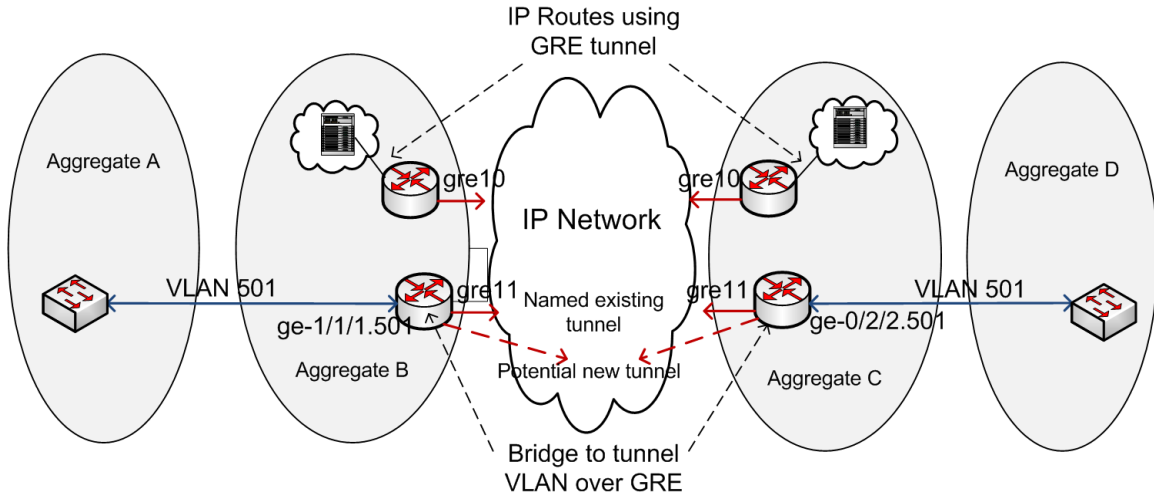 IP Routes using
GRE tunnel
Aggregate A
gre10
IP Network
gre10
Aggregate D
VLAN 501
ge-1/1/1.501
gre11
Named existing
tunnel
gre11
VLAN 501
ge-0/2/2.501
Aggregate B
Potential new tunnel
Aggregate C
Bridge to tunnel
VLAN over GRE